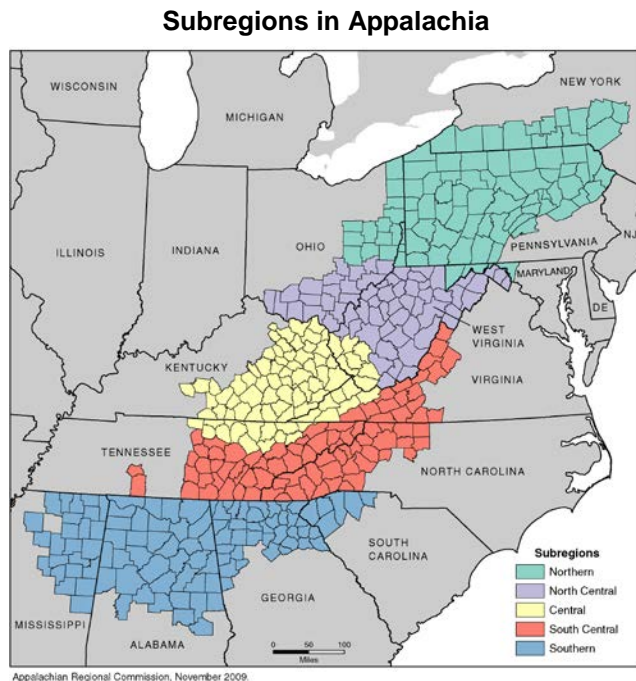 Subregions in Appalachia
WISCONSIN
NEW YORK
MICHIGAN
PENNSYLVANIA
NJ
OHIO
ILLINOIS
INDIANA
MARYLAND
DE
WEST
VIRGINIA
KENTUCKY
VIRGINIA
TENNESSEE
NORTH CAROLINA
SOUTH
CAROLINA
Subregions
Northern
North Central
Central
South Central
Southern
GEORGIA
MISSISSIPPI
ALABAMA
0 50 100
Miles
Appalachian Regional Commission, November 2009.